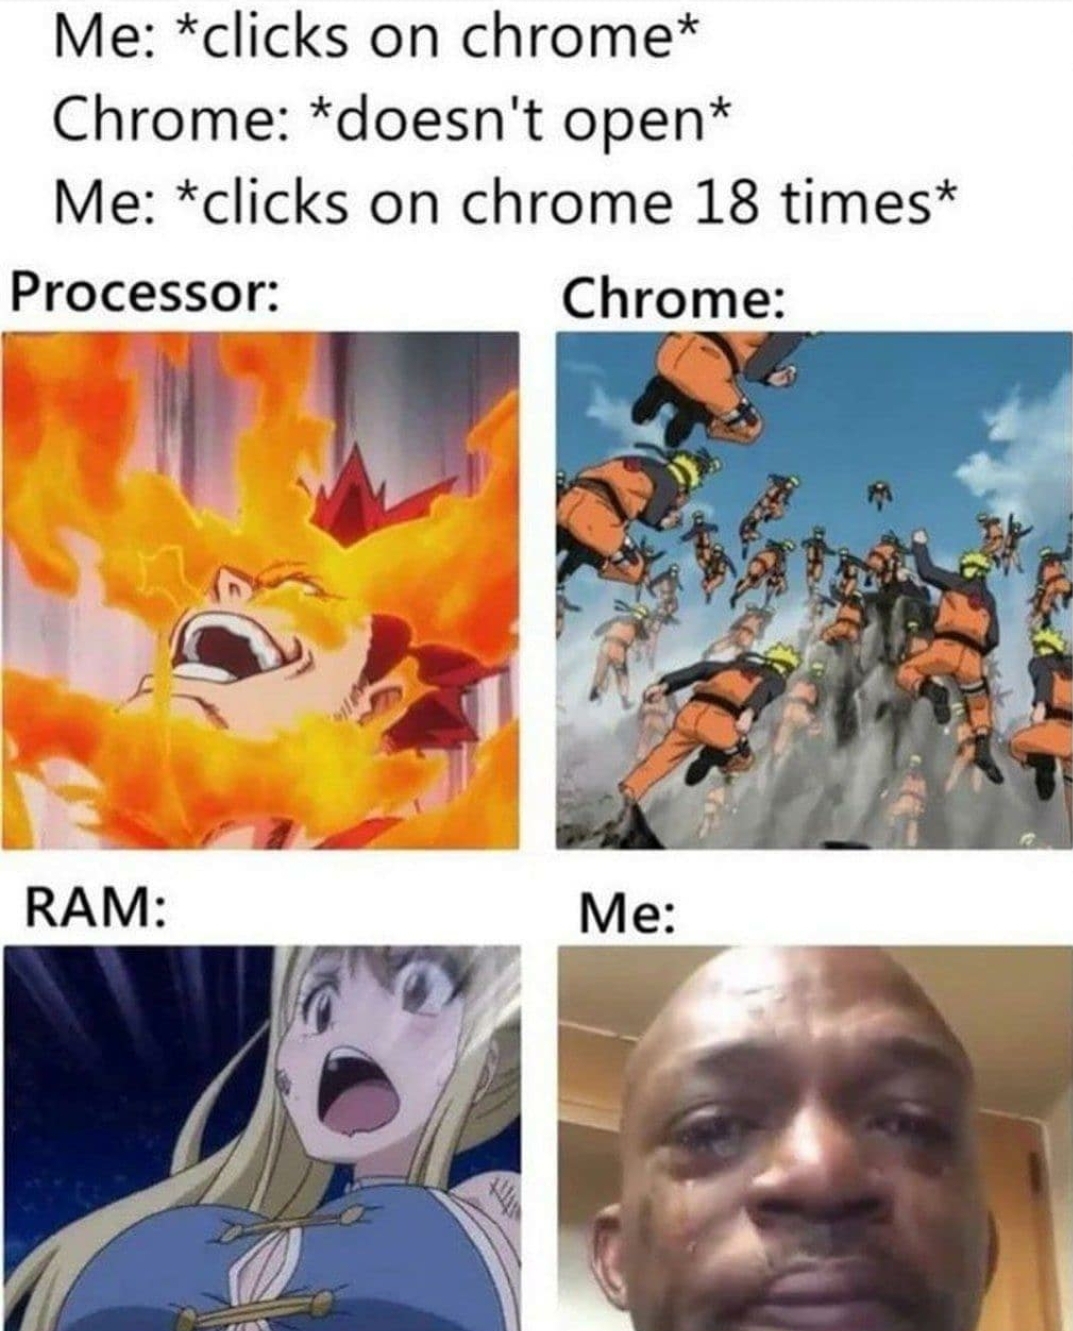 Me: *clicks on chrome*
Chrome: *doesn't open*
Me: *clicks on chrome 18 times*
Processor:
Chrome:
RAM:
Me: